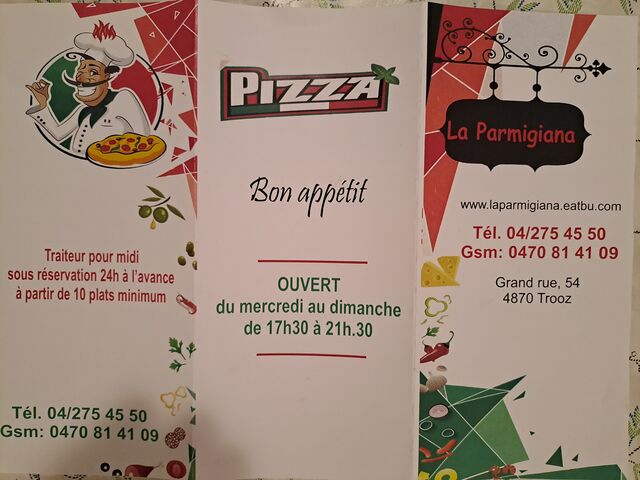 Traiteur pour midi
sous réservation 24h à l'avance
à partir de 10 plats minimum
Tél. 04/275 45 50
Gsm: 0470 81 41 09
PIZZA
Bon appétit
OUVERT
du mercredi au dimanche
de 17h30 à 21h.30
La Parmigiana
www.laparmigiana.eatbu.com
Tél. 04/275 45 50
Gsm: 0470 81 41 09
Grand rue, 54
4870 Trooz